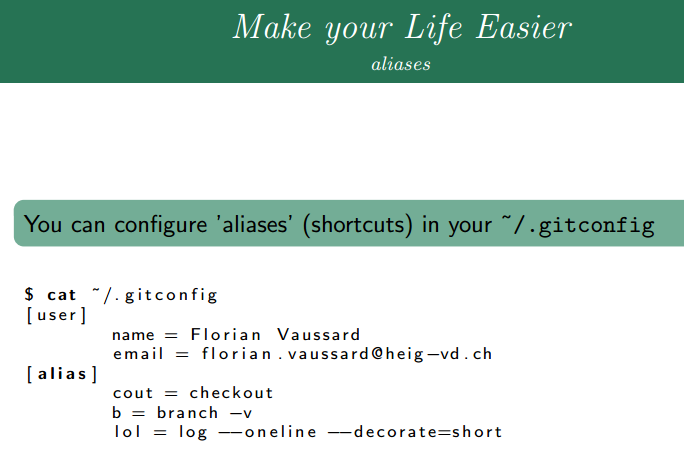 Make your Life Easier
aliases
You can configure 'aliases' (shortcuts) in your ~/.gitconfig
$ cat ~/.gitconfig
[user]
name = Florian Vaussard
email = florian.vaussard@heig-vd.ch
[alias]
cout = checkout
b = branch -v
lol = log --oneline --decorate=short